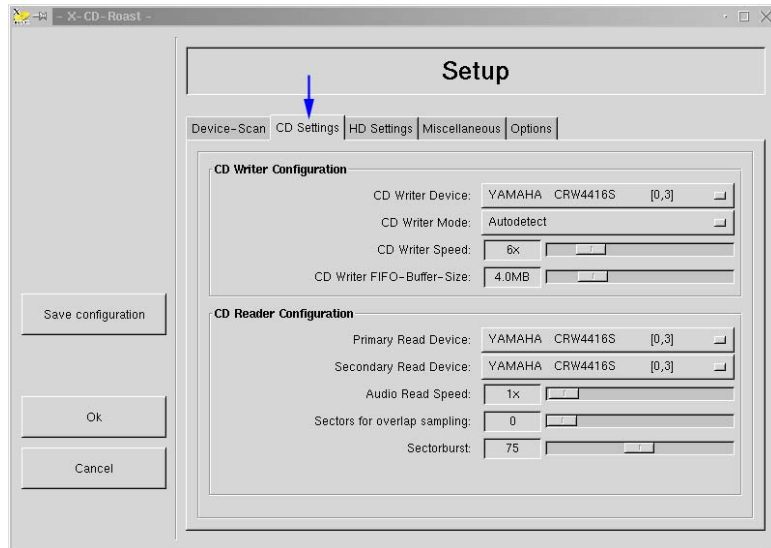 - X-CD-Roast -
Setup
Device-Scan CD Settings HD Settings Miscellaneous Options
CD Writer Configuration
CD Writer Device: YAMAHA CRW4416S [0,3]
CD Writer Mode: Autodetect
CD Writer Speed: 6x
CD Writer FIFO-Buffer-Size: 4.0MB
CD Reader Configuration
Primary Read Device: YAMAHA CRW4416S [0,3]
Secondary Read Device: YAMAHA CRW4416S [0,3]
Audio Read Speed: 1x
Sectors for overlap sampling: 0
Sectorburst: 75
Save configuration
Ok
Cancel